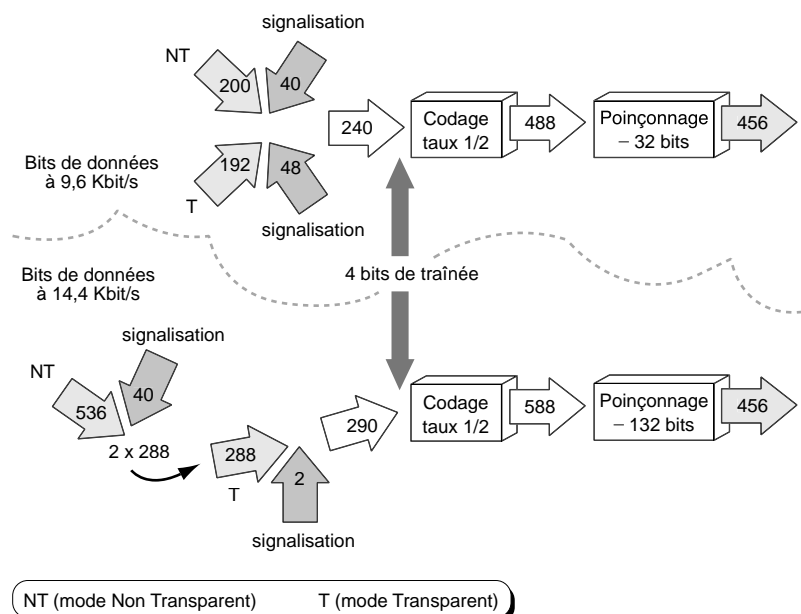 signalisation
NT
200
40
240
Codage
taux 1/2
488
Poinçonnage
– 32 bits
456
Bits de données
à 9,6 Kbit/s
192
48
T
signalisation
4 bits de traînée
Bits de données
à 14,4 Kbit/s
signalisation
NT
536
40
2 x 288
288
T
2
signalisation
290
Codage
taux 1/2
588
Poinçonnage
– 132 bits
456
NT (mode Non Transparent) T (mode Transparent)